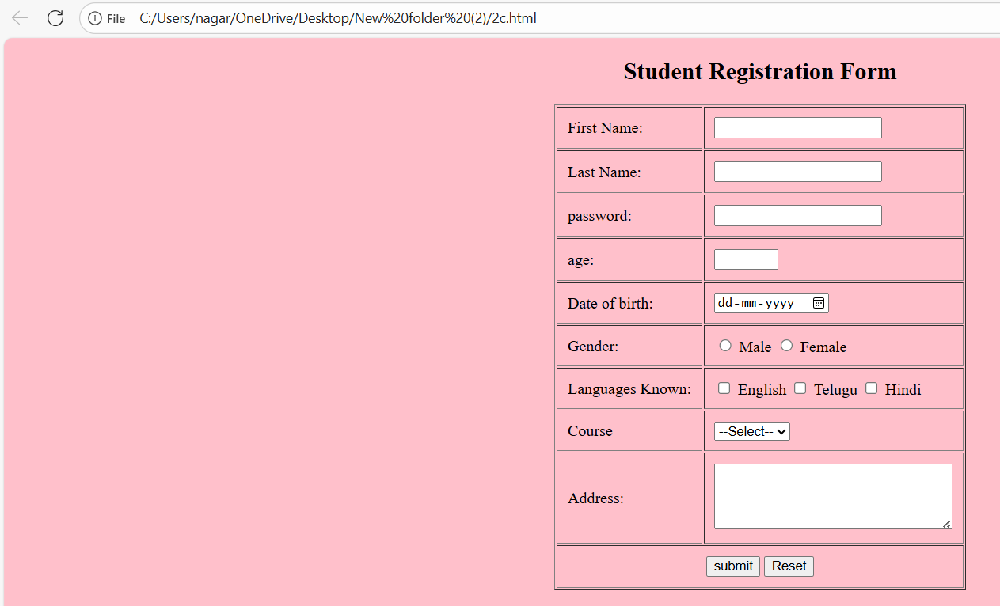 File C:/Users/nagar/OneDrive/Desktop/New%20folder%20(2)/2c.html
Student Registration Form
First Name:
Last Name:
password:
age:
Date of birth: dd-mm-yyyy
Gender: Male Female
Languages Known: English Telugu Hindi
Course --Select--
Address:
submit Reset